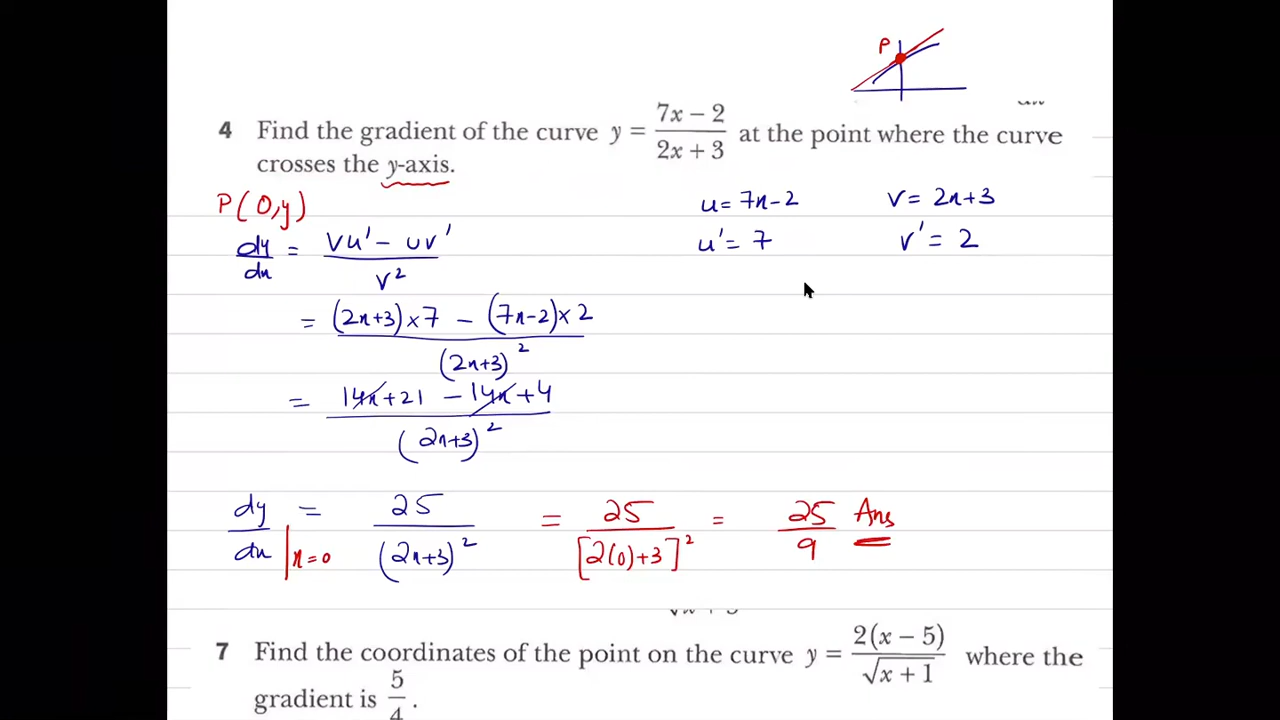 P
4 Find the gradient of the curve y = (7x − 2)/(2x + 3) at the point where the curve
crosses the y-axis.
P(0,y)
u = 7x-2 v = 2x+3
dy/dx = (vu' - uv')/v²
u' = 7 v' = 2
= ((2x+3)×7 - (7x-2)×2)/(2x+3)²
= (14x+21 - 14x+4)/(2x+3)²
dy/dx | x=0 = 25/(2x+3)² = 25/[2(0)+3]² = 25/9 Ans
7 Find the coordinates of the point on the curve y = 2(x − 5)/√(x + 1) where the
gradient is 5/4.